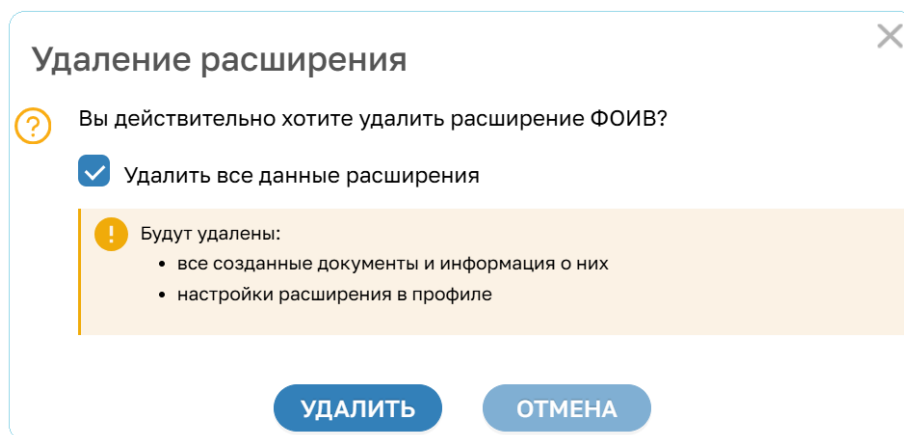 Удаление расширения
Вы действительно хотите удалить расширение ФОИВ?
Удалить все данные расширения
Будут удалены:
• все созданные документы и информация о них
• настройки расширения в профиле
УДАЛИТЬ
ОТМЕНА